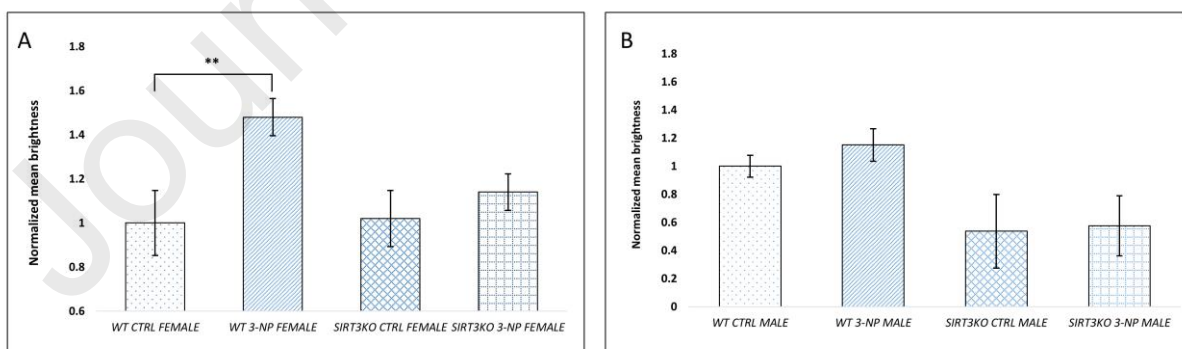 A
Normalized mean brightness
1.8
1.6
1.4
1.2
1
0.8
0.6
**
WT CTRL FEMALE
WT 3-NP FEMALE
SIRT3KO CTRL FEMALE
SIRT3KO 3-NP FEMALE
B
Normalized mean brightness
1.8
1.6
1.4
1.2
1
0.8
0.6
0.4
0.2
0
WT CTRL MALE
WT 3-NP MALE
SIRT3KO CTRL MALE
SIRT3KO 3-NP MALE
Journ